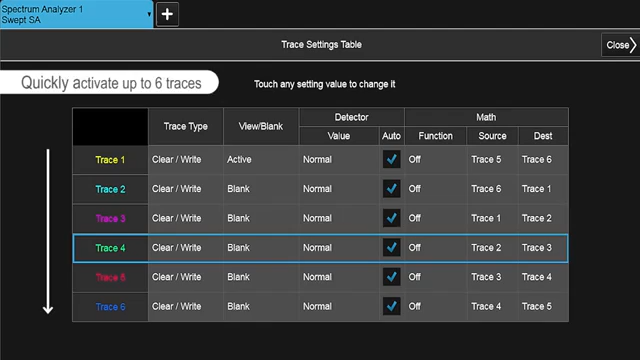 Spectrum Analyzer 1
Swept SA
Trace Settings Table
Close
Quickly activate up to 6 traces
Touch any setting value to change it
Detector Math
Trace Type View/Blank Value Auto Function Source Dest
Trace 1 Clear / Write Active Normal Off Trace 5 Trace 6
Trace 2 Clear / Write Blank Normal Off Trace 6 Trace 1
Trace 3 Clear / Write Blank Normal Off Trace 1 Trace 2
Trace 4 Clear / Write Blank Normal Off Trace 2 Trace 3
Trace 5 Clear / Write Blank Normal Off Trace 3 Trace 4
Trace 6 Clear / Write Blank Normal Off Trace 4 Trace 5